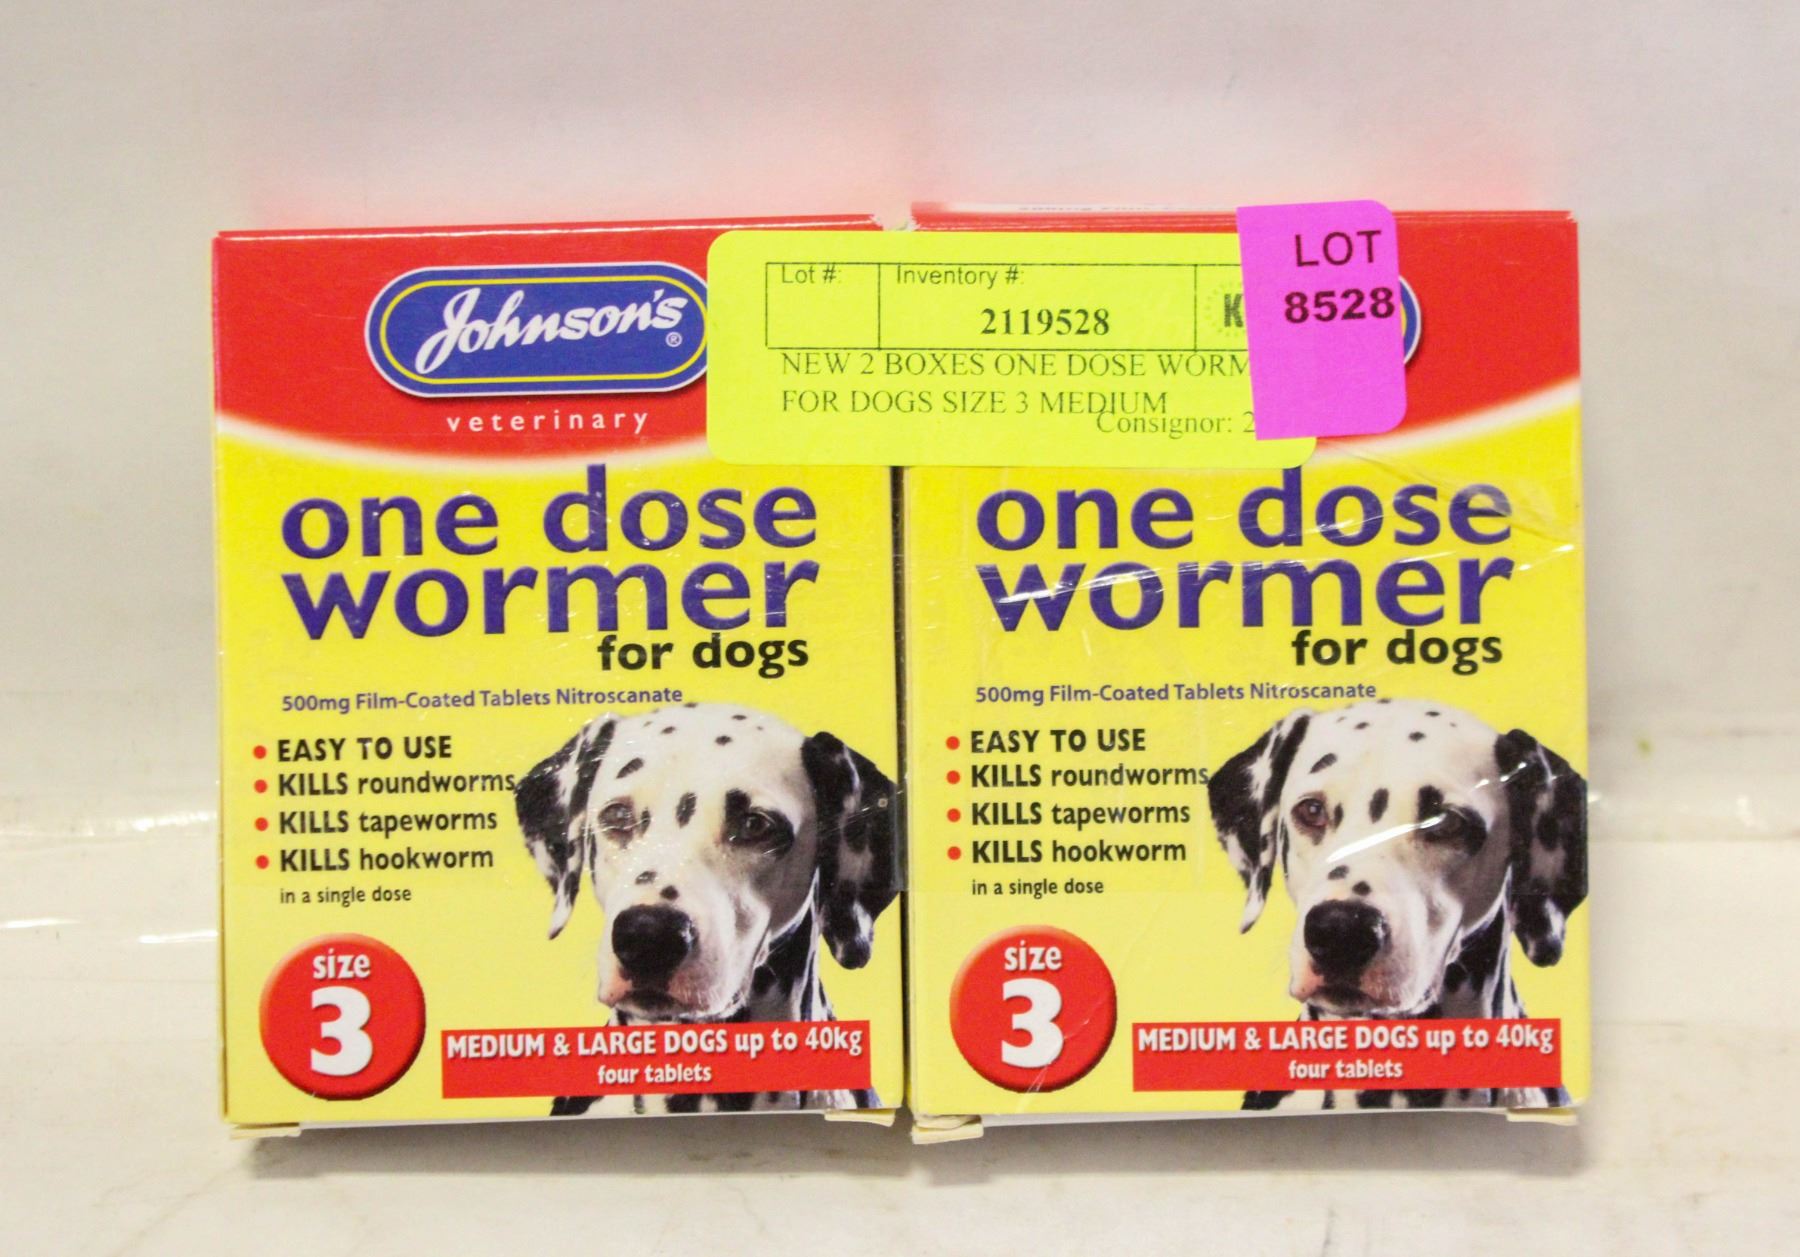 Johnson's®
veterinary
one dose
wormer
for dogs
500mg Film-Coated Tablets Nitroscanate
• EASY TO USE
• KILLS roundworms
• KILLS tapeworms
• KILLS hookworm
in a single dose
size
3
MEDIUM & LARGE DOGS up to 40kg
four tablets
Lot #:
Inventory #:
2119528
K
NEW 2 BOXES ONE DOSE WORM
FOR DOGS SIZE 3 MEDIUM
Consignor: 2
LOT
8528
one dose
wormer
for dogs
500mg Film-Coated Tablets Nitroscanate
• EASY TO USE
• KILLS roundworms
• KILLS tapeworms
• KILLS hookworm
in a single dose
size
3
MEDIUM & LARGE DOGS up to 40kg
four tablets